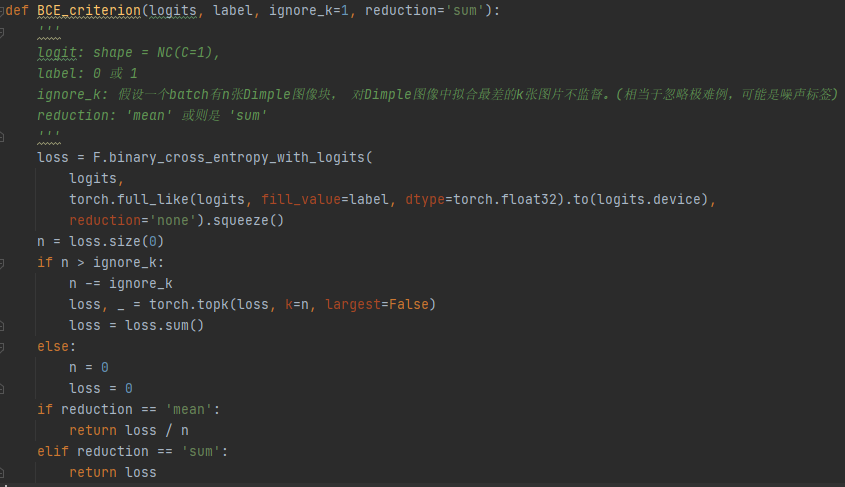 def BCE_criterion(logits, label, ignore_k=1, reduction='sum'):
    '''
    logit: shape = NC(C=1),
    label: 0 或 1
    ignore_k: 假设一个batch有n张Dimple图像块， 对Dimple图像中拟合最差的k张图片不监督.(相当于忽略极难例，可能是噪声标签)
    reduction: 'mean' 或则是 'sum'
    '''
    loss = F.binary_cross_entropy_with_logits(
        logits,
        torch.full_like(logits, fill_value=label, dtype=torch.float32).to(logits.device),
        reduction='none').squeeze()
    n = loss.size(0)
    if n > ignore_k:
        n -= ignore_k
        loss, _ = torch.topk(loss, k=n, largest=False)
        loss = loss.sum()
    else:
        n = 0
        loss = 0
    if reduction == 'mean':
        return loss / n
    elif reduction == 'sum':
        return loss